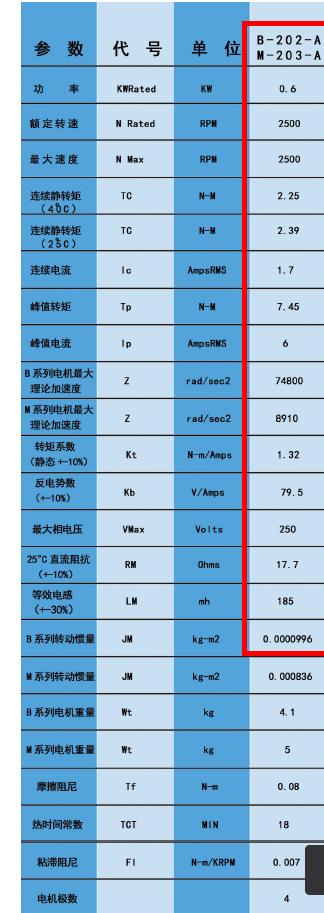 参 数 代 号 单 位 B-202-A
M-203-A
功 率 KWRated KW 0.6
额定转速 N Rated RPM 2500
最大速度 N Max RPM 2500
连续静转矩
(40C) TC N-M 2.25
连续静转矩
(25C) TC N-M 2.39
连续电流 Ic AmpsRMS 1.7
峰值转矩 Tp N-M 7.45
峰值电流 Ip AmpsRMS 6
B系列电机最大
理论加速度 Z rad/sec2 74800
M系列电机最大
理论加速度 Z rad/sec2 8910
转矩系数
(静态+-10%) Kt N-m/Amps 1.32
反电势数
(+-10%) Kb V/Amps 79.5
最大相电压 VMax Volts 250
25°C直流阻抗
(+-10%) RM Ohms 17.7
等效电感
(+-30%) LM mh 185
B系列转动惯量 JM kg-m2 0.0000996
M系列转动惯量 JM kg-m2 0.000836
B系列电机重量 Wt kg 4.1
M系列电机重量 Wt kg 5
摩擦阻尼 Tf N-m 0.08
热时间常数 TCT MIN 18
粘滞阻尼 FI N-m/KRPM 0.007
电机极数 4